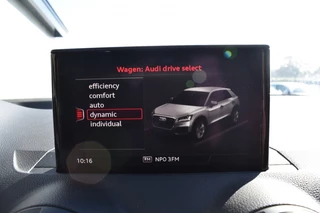 Wagen: Audi drive select
efficiency
comfort
auto
dynamic
individual
10:16 NPO 3FM